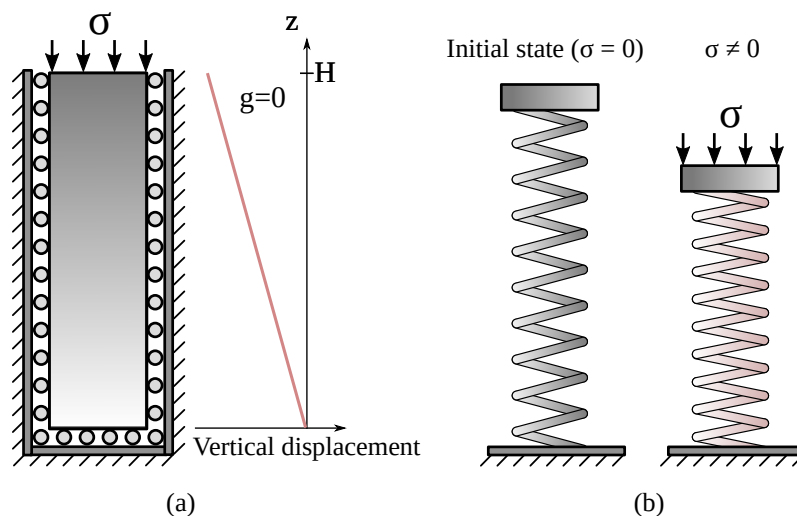 σ
z
H
g=0
Vertical displacement
(a)
Initial state (σ = 0)
σ ≠ 0
σ
(b)